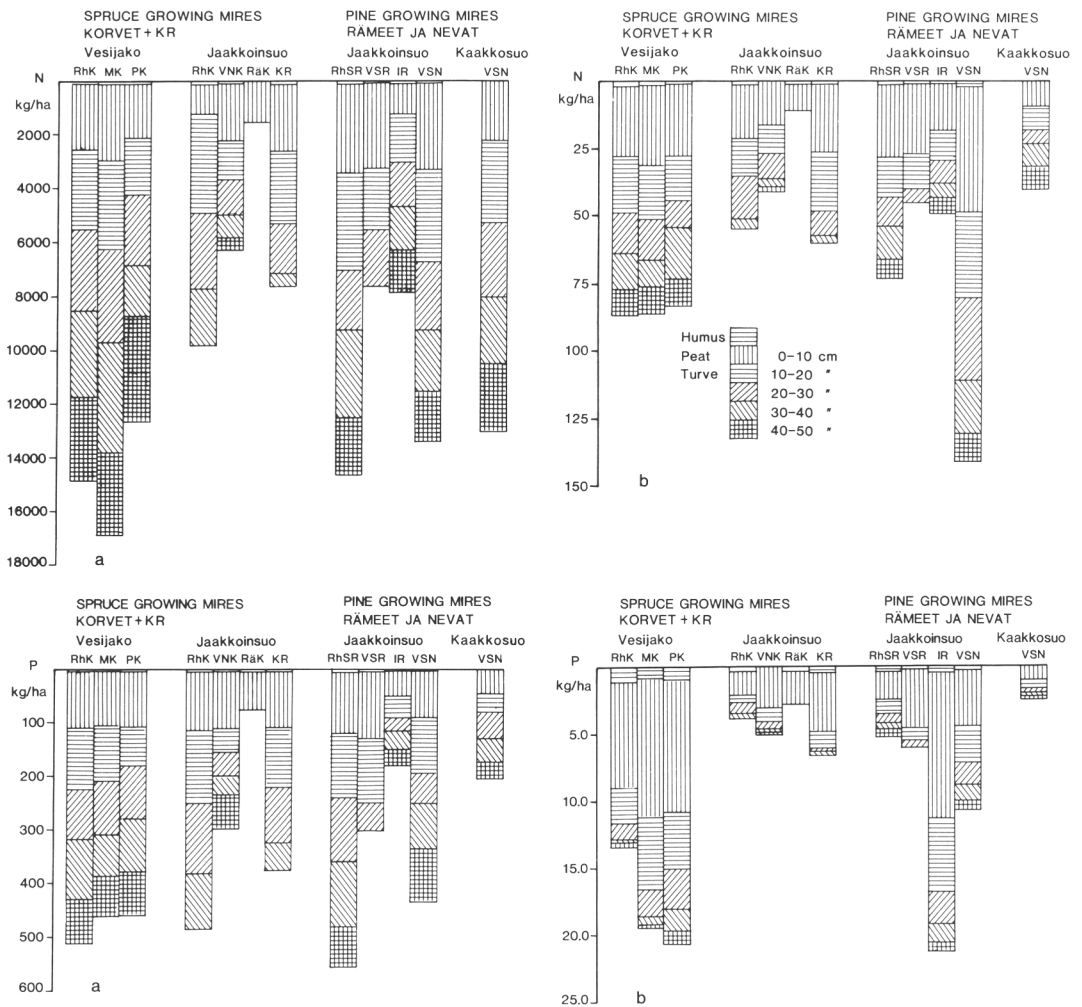 SPRUCE GROWING MIRES PINE GROWING MIRES
KORVET + KR RÄMEET JA NEVAT
Vesijako Jaakkoinsuo Jaakkoinsuo Kaakkosuo
N RhK MK PK RhK VNK RäK KR RhSR VSR IR VSN VSN
kg/ha
2000
4000
6000
8000
10000
12000
14000
16000
18000
a
SPRUCE GROWING MIRES PINE GROWING MIRES
KORVET + KR RÄMEET JA NEVAT
Vesijako Jaakkoinsuo Jaakkoinsuo Kaakkosuo
N RhK MK PK RhK VNK RäK KR RhSR VSR IR VSN VSN
kg/ha
25
50
75
100
125
150
Humus
Peat 0–10 cm
Turve 10–20 "
20–30 "
30–40 "
40–50 "
b
SPRUCE GROWING MIRES PINE GROWING MIRES
KORVET + KR RÄMEET JA NEVAT
Vesijako Jaakkoinsuo Jaakkoinsuo Kaakkosuo
P RhK MK PK RhK VNK RäK KR RhSR VSR IR VSN VSN
kg/ha
100
200
300
400
500
600
a
SPRUCE GROWING MIRES PINE GROWING MIRES
KORVET + KR RÄMEET JA NEVAT
Vesijako Jaakkoinsuo Jaakkoinsuo Kaakkosuo
P RhK MK PK RhK VNK RäK KR RhSR VSR IR VSN VSN
kg/ha
5.0
10.0
15.0
20.0
25.0
b